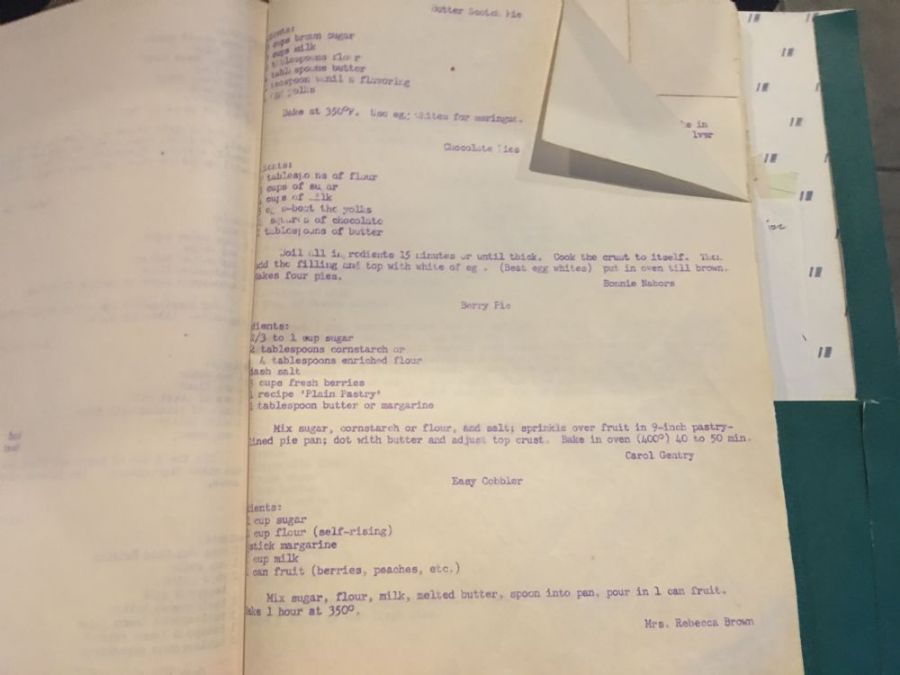 Butter Scotch Pie
cups brown sugar
cups milk
tablespoons flour
tablespoons butter
teaspoon vanilla flavoring
egg yolks
Bake at 350°F. Use egg whites for maringue.
Chocolate Pies
dients:
tablespoons of flour
cups of sugar
cups of milk
eggs-beat the yolks
squares of chocolate
tablespoons of butter
Boil all ingredients 15 minutes or until thick. Cook the crust to itself. Then
add the filling and top with white of egg. (Beat egg whites) put in oven till brown.
Makes four pies.
Bonnie Nabors
Berry Pie
dients:
2/3 to 1 cup sugar
2 tablespoons cornstarch or
4 tablespoons enriched flour
dash salt
cups fresh berries
1 recipe 'Plain Pastry'
1 tablespoon butter or margarine
Mix sugar, cornstarch or flour, and salt; sprinkle over fruit in 9-inch pastry-
lined pie pan; dot with butter and adjust top crust. Bake in oven (400°) 40 to 50 min.
Carol Gentry
Easy Cobbler
dients:
1 cup sugar
cup flour (self-rising)
stick margarine
cup milk
can fruit (berries, peaches, etc.)
Mix sugar, flour, milk, melted butter, spoon into pan, pour in 1 can fruit.
Bake 1 hour at 350°.
Mrs. Rebecca Brown